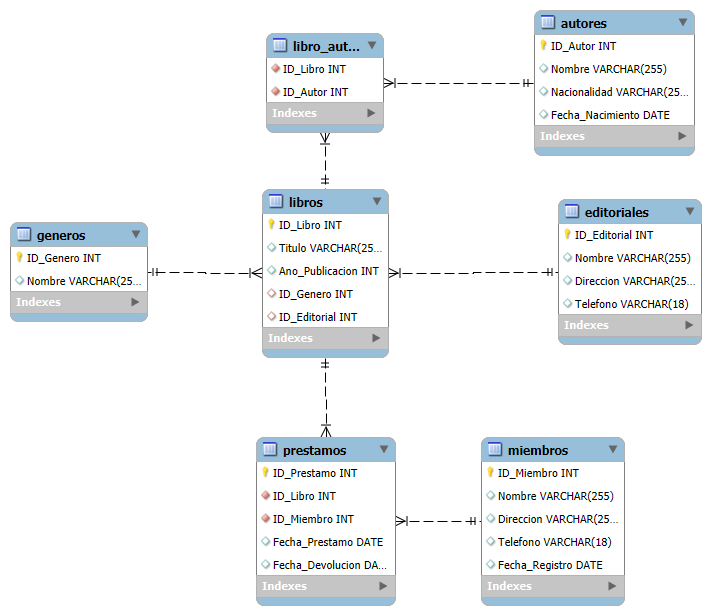 libro_aut...
ID_Libro INT
ID_Autor INT
Indexes
autores
ID_Autor INT
Nombre VARCHAR(255)
Nacionalidad VARCHAR(25...
Fecha_Nacimiento DATE
Indexes
generos
ID_Genero INT
Nombre VARCHAR(25...
Indexes
libros
ID_Libro INT
Titulo VARCHAR(25...
Ano_Publicacion INT
ID_Genero INT
ID_Editorial INT
Indexes
editoriales
ID_Editorial INT
Nombre VARCHAR(255)
Direccion VARCHAR(25...
Telefono VARCHAR(18)
Indexes
prestamos
ID_Prestamo INT
ID_Libro INT
ID_Miembro INT
Fecha_Prestamo DATE
Fecha_Devolucion DA...
Indexes
miembros
ID_Miembro INT
Nombre VARCHAR(255)
Direccion VARCHAR(25...
Telefono VARCHAR(18)
Fecha_Registro DATE
Indexes